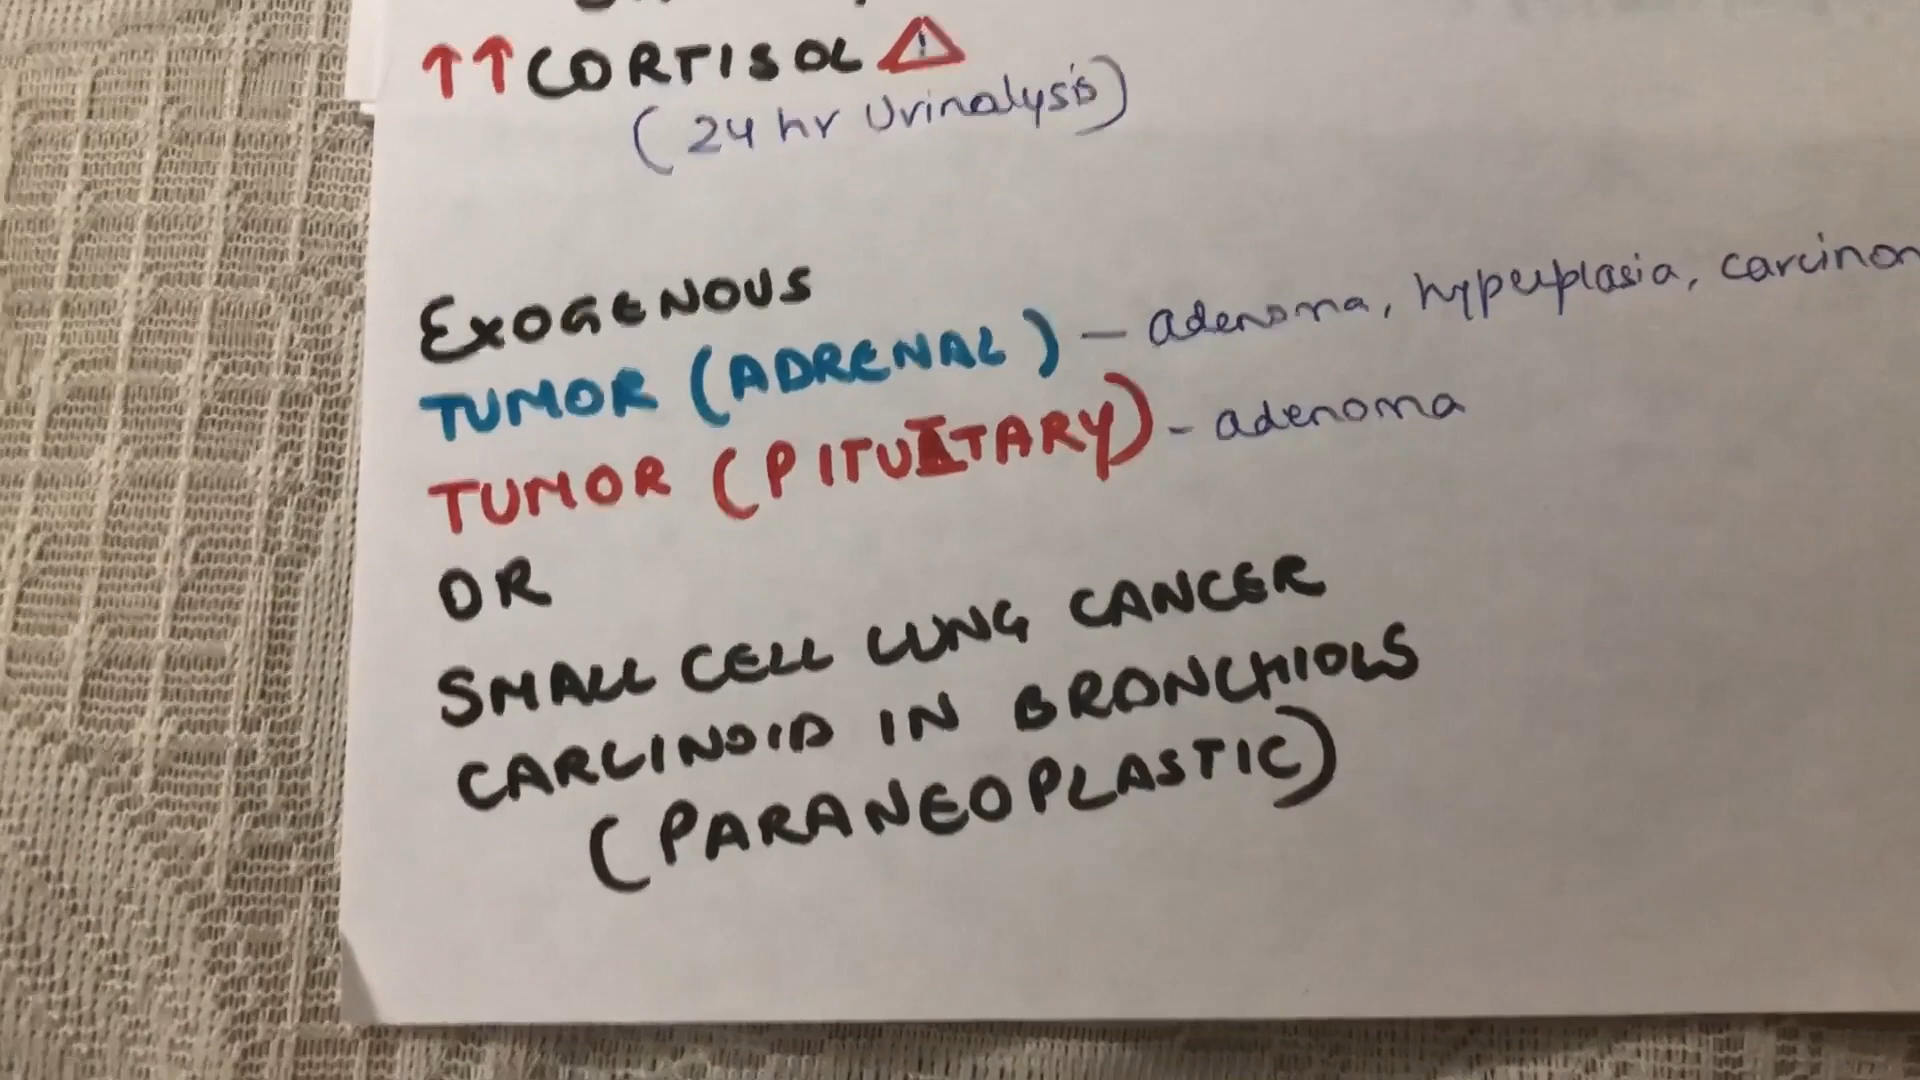 ↑↑ CORTISOL ⚠
(24 hr Urinalysis)
EXOGENOUS
TUMOR (ADRENAL) – adenoma, hyperplasia, carcinom
TUMOR (PITUITARY) - adenoma
OR
SMALL CELL LUNG CANCER
CARCINOID IN BRONCHIOLS
(PARANEOPLASTIC)